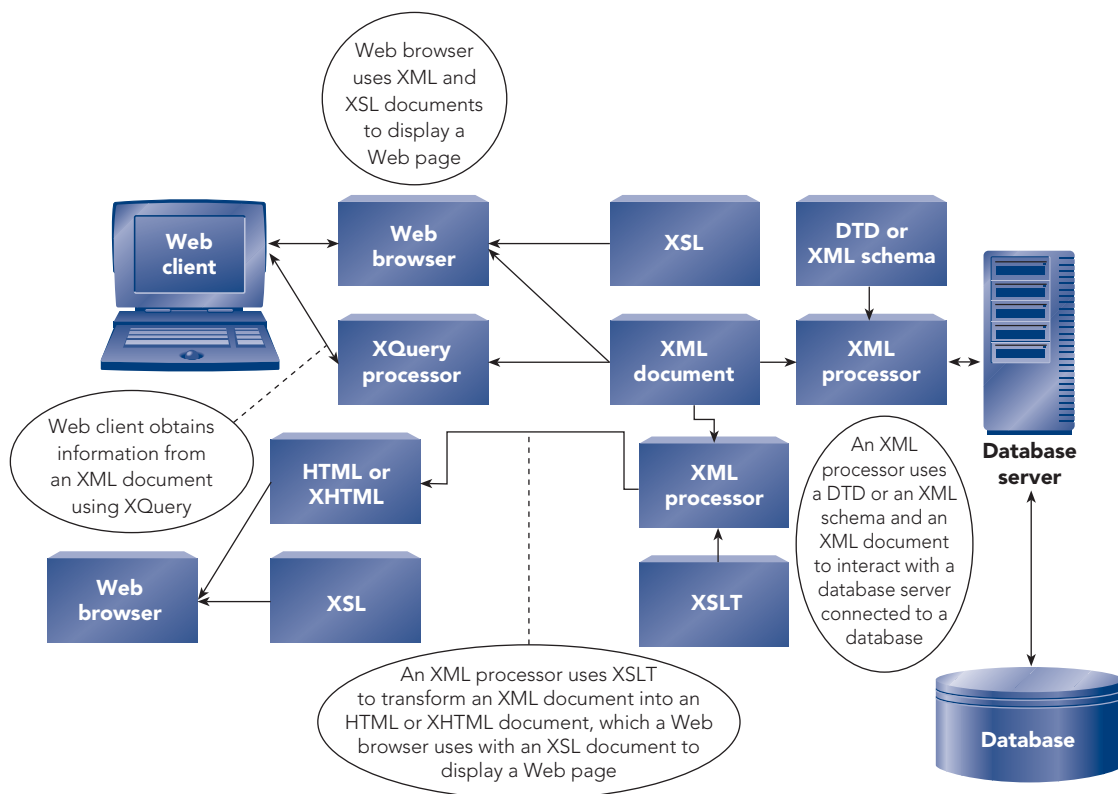 Web browser
uses XML and
XSL documents
to display a
Web page
Web
client
Web
browser
XSL
DTD or
XML schema
XQuery
processor
XML
document
XML
processor
Database
server
Web client obtains
information from
an XML document
using XQuery
HTML or
XHTML
XML
processor
An XML
processor uses
a DTD or an XML
schema and an
XML document
to interact with a
database server
connected to a
database
Web
browser
XSL
XSLT
An XML processor uses XSLT
to transform an XML document into an
HTML or XHTML document, which a Web
browser uses with an XSL document to
display a Web page
Database